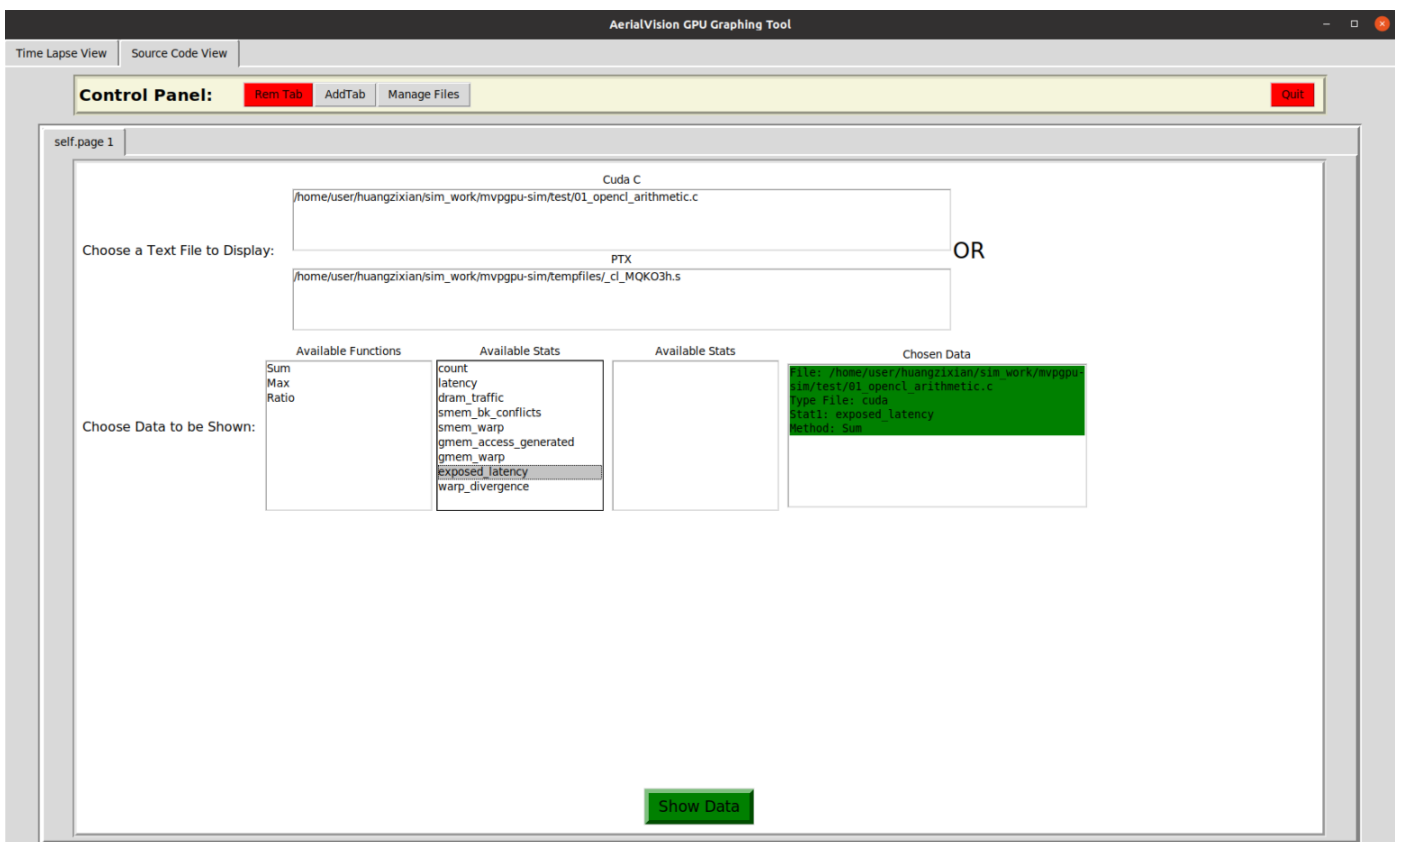 AerialVision GPU Graphing Tool
Time Lapse View
Source Code View
Control Panel:
Rem Tab
AddTab
Manage Files
Quit
self.page 1
Cuda C
/home/user/huangzixian/sim_work/mvpgpu-sim/test/01_opencl_arithmetic.c
Choose a Text File to Display:
OR
PTX
/home/user/huangzixian/sim_work/mvpgpu-sim/tempfiles/_cl_MQKO3h.s
Available Functions
Available Stats
Available Stats
Chosen Data
Choose Data to be Shown:
Sum
Max
Ratio
count
latency
dram_traffic
smem_bk_conflicts
smem_warp
gmem_access_generated
gmem_warp
exposed_latency
warp_divergence
File: /home/user/huangzixian/sim_work/mvpgpu-
sim/test/01_opencl_arithmetic.c
Type File: cuda
Stat1: exposed_latency
Method: Sum
Show Data